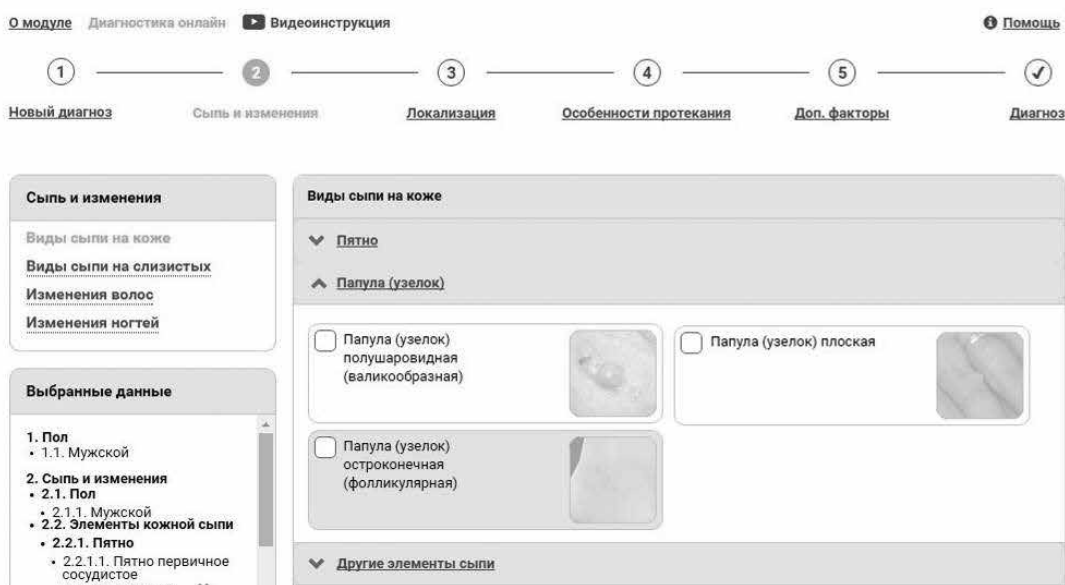 О модуле Диагностика онлайн Видеоинструкция Помощь
1 2 3 4 5
Новый диагноз Сыпь и изменения Локализация Особенности протекания Доп. факторы Диагноз
Сыпь и изменения
Виды сыпи на коже
Виды сыпи на слизистых
Изменения волос
Изменения ногтей
Выбранные данные
1. Пол
• 1.1. Мужской
2. Сыпь и изменения
• 2.1. Пол
• 2.1.1. Мужской
• 2.2. Элементы кожной сыпи
• 2.2.1. Пятно
• 2.2.1.1. Пятно первичное
сосудистое
Виды сыпи на коже
Пятно
Папула (узелок)
Папула (узелок)
полушаровидная
(валикообразная)
Папула (узелок) плоская
Папула (узелок)
остроконечная
(фолликулярная)
Другие элементы сыпи